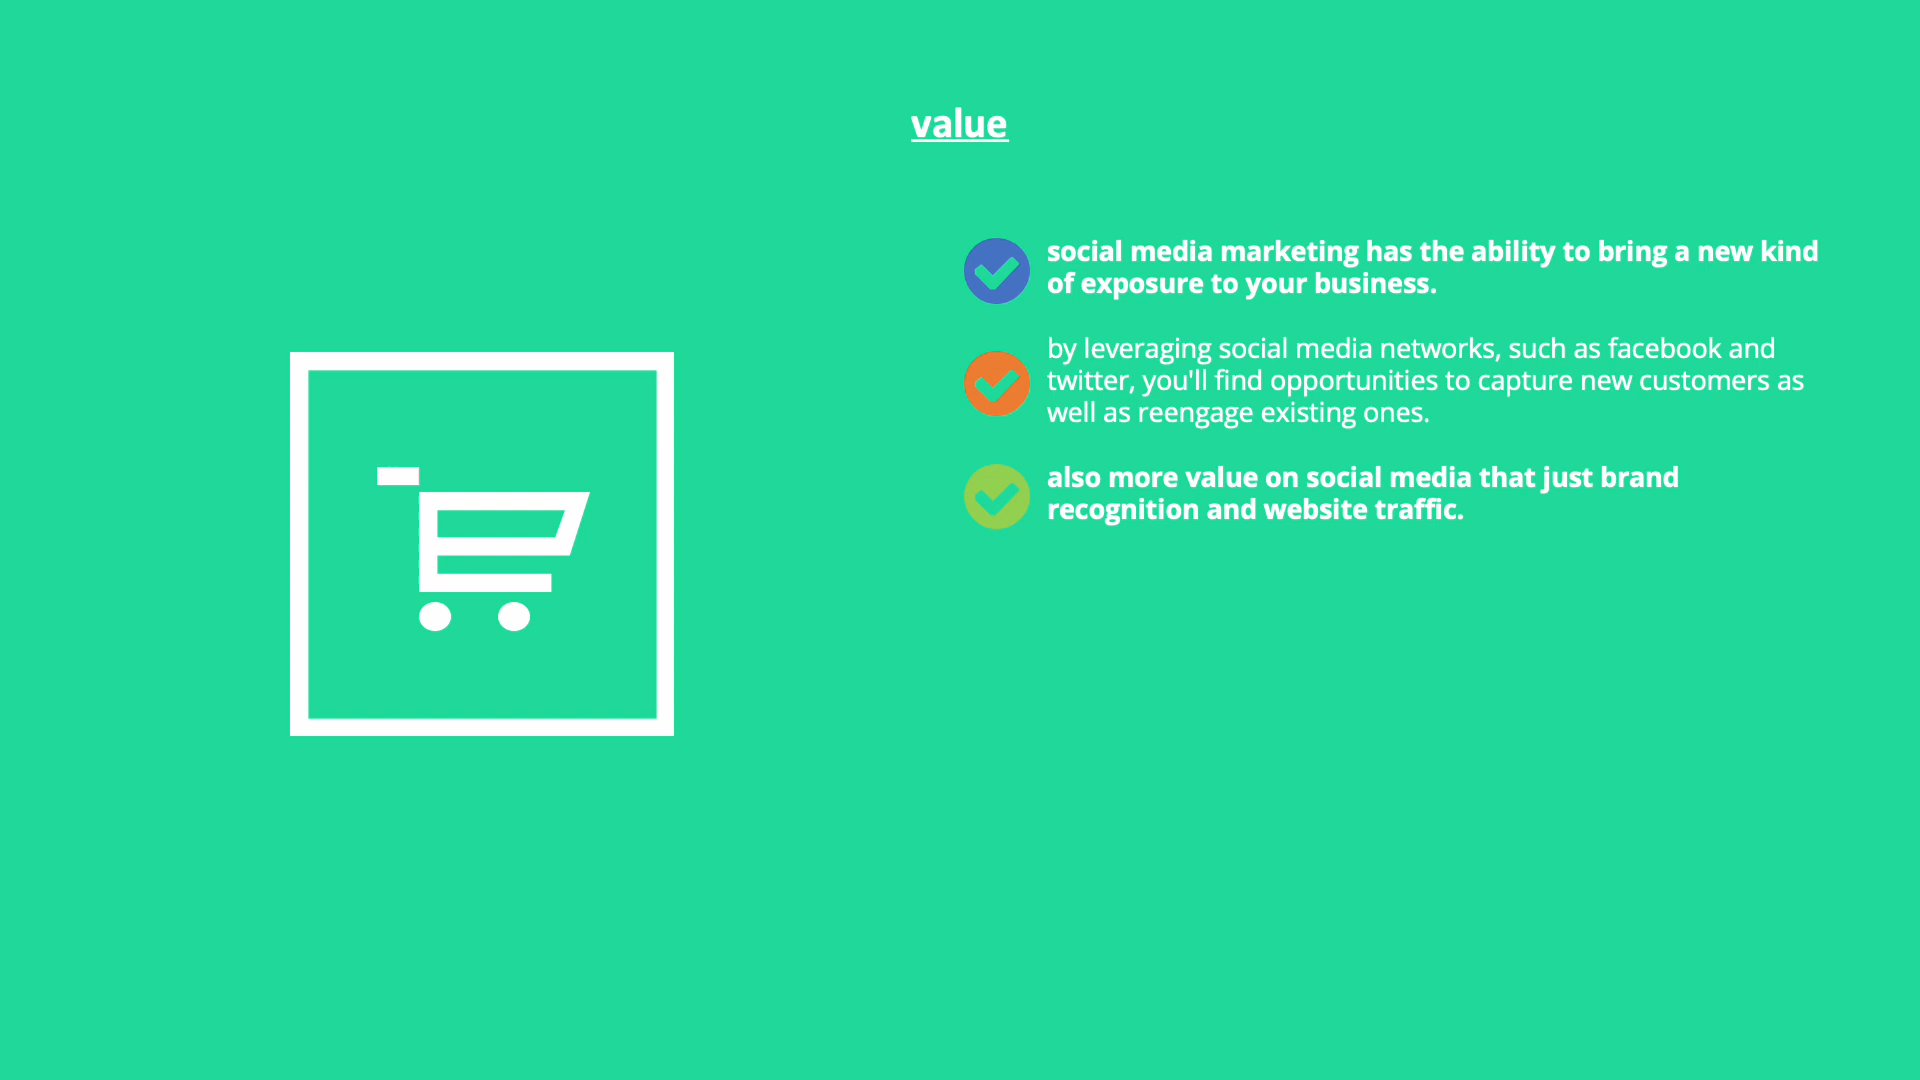 value
social media marketing has the ability to bring a new kind
of exposure to your business.
by leveraging social media networks, such as facebook and
twitter, you'll find opportunities to capture new customers as
well as reengage existing ones.
also more value on social media that just brand
recognition and website traffic.